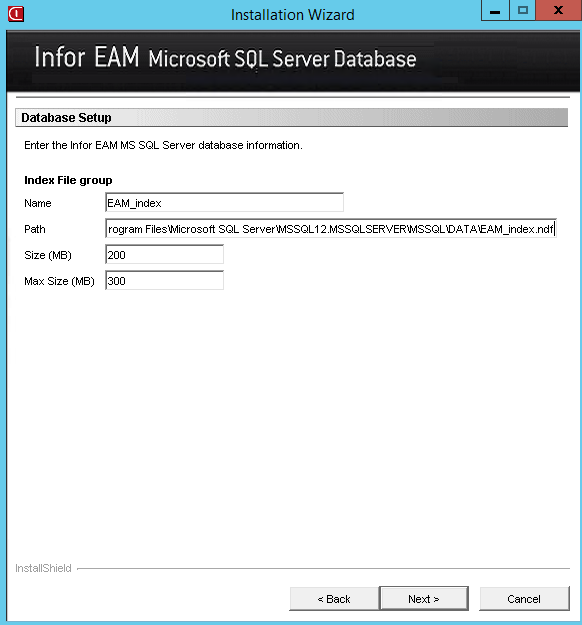 Installation Wizard
Infor EAM Microsoft SQL Server Database
Database Setup
Enter the Infor EAM MS SQL Server database information.
Index File group
Name EAM_index
Path rogram Files\Microsoft SQL Server\MSSQL12.MSSQLSERVER\MSSQL\DATA\EAM_index.ndf
Size (MB) 200
Max Size (MB) 300
InstallShield
< Back Next > Cancel